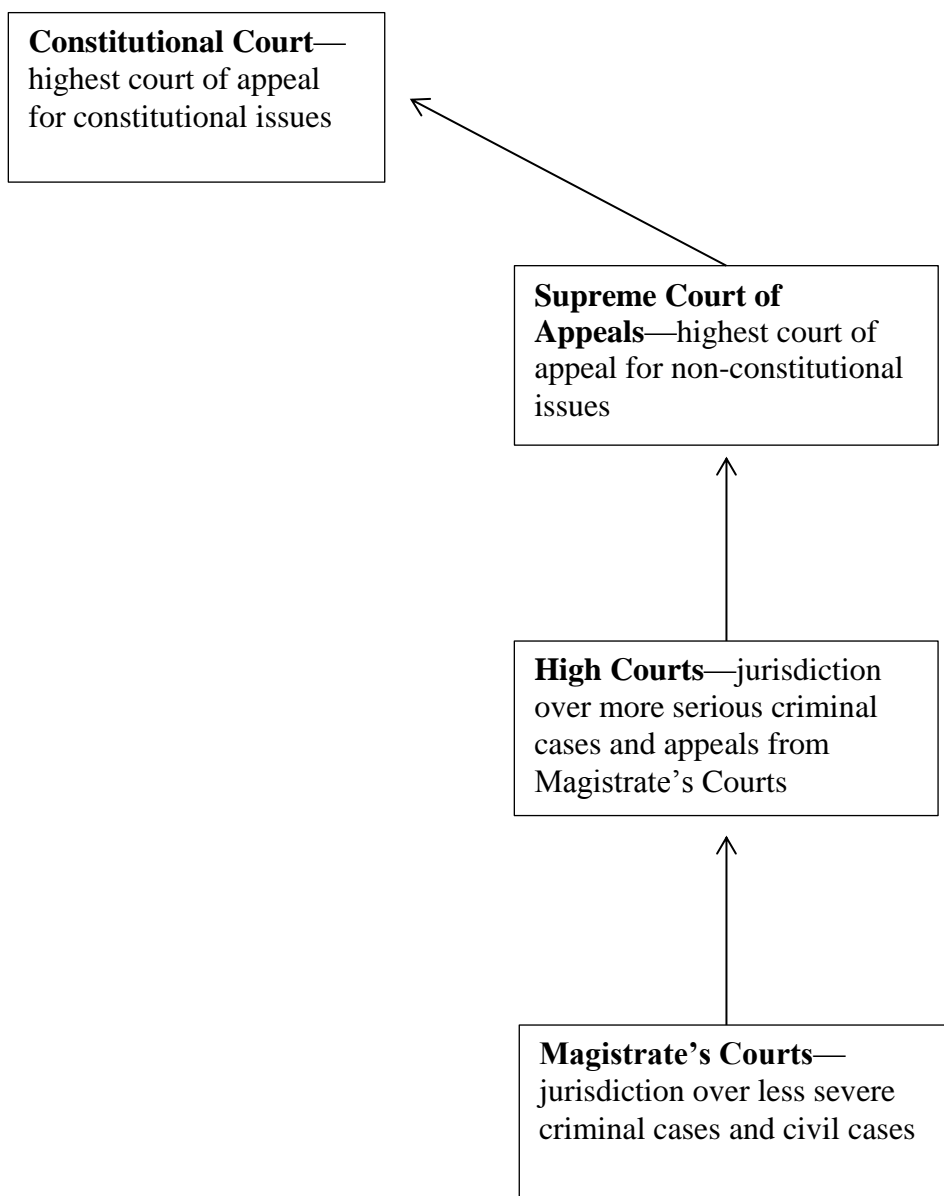 Constitutional Court—
highest court of appeal
for constitutional issues
Supreme Court of
Appeals—highest court of
appeal for non-constitutional
issues
High Courts—jurisdiction
over more serious criminal
cases and appeals from
Magistrate’s Courts
Magistrate’s Courts—
jurisdiction over less severe
criminal cases and civil cases